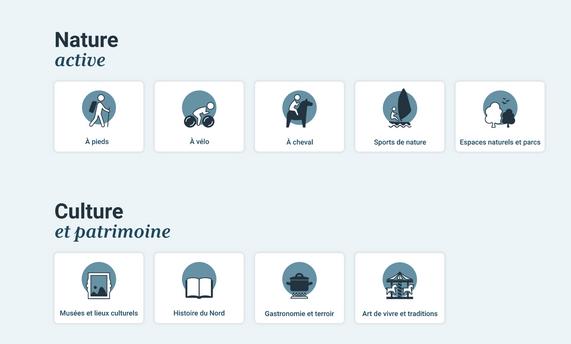 Nature
active
À pieds
À vélo
À cheval
Sports de nature
Espaces naturels et parcs
Culture
et patrimoine
Musées et lieux culturels
Histoire du Nord
Gastronomie et terroir
Art de vivre et traditions